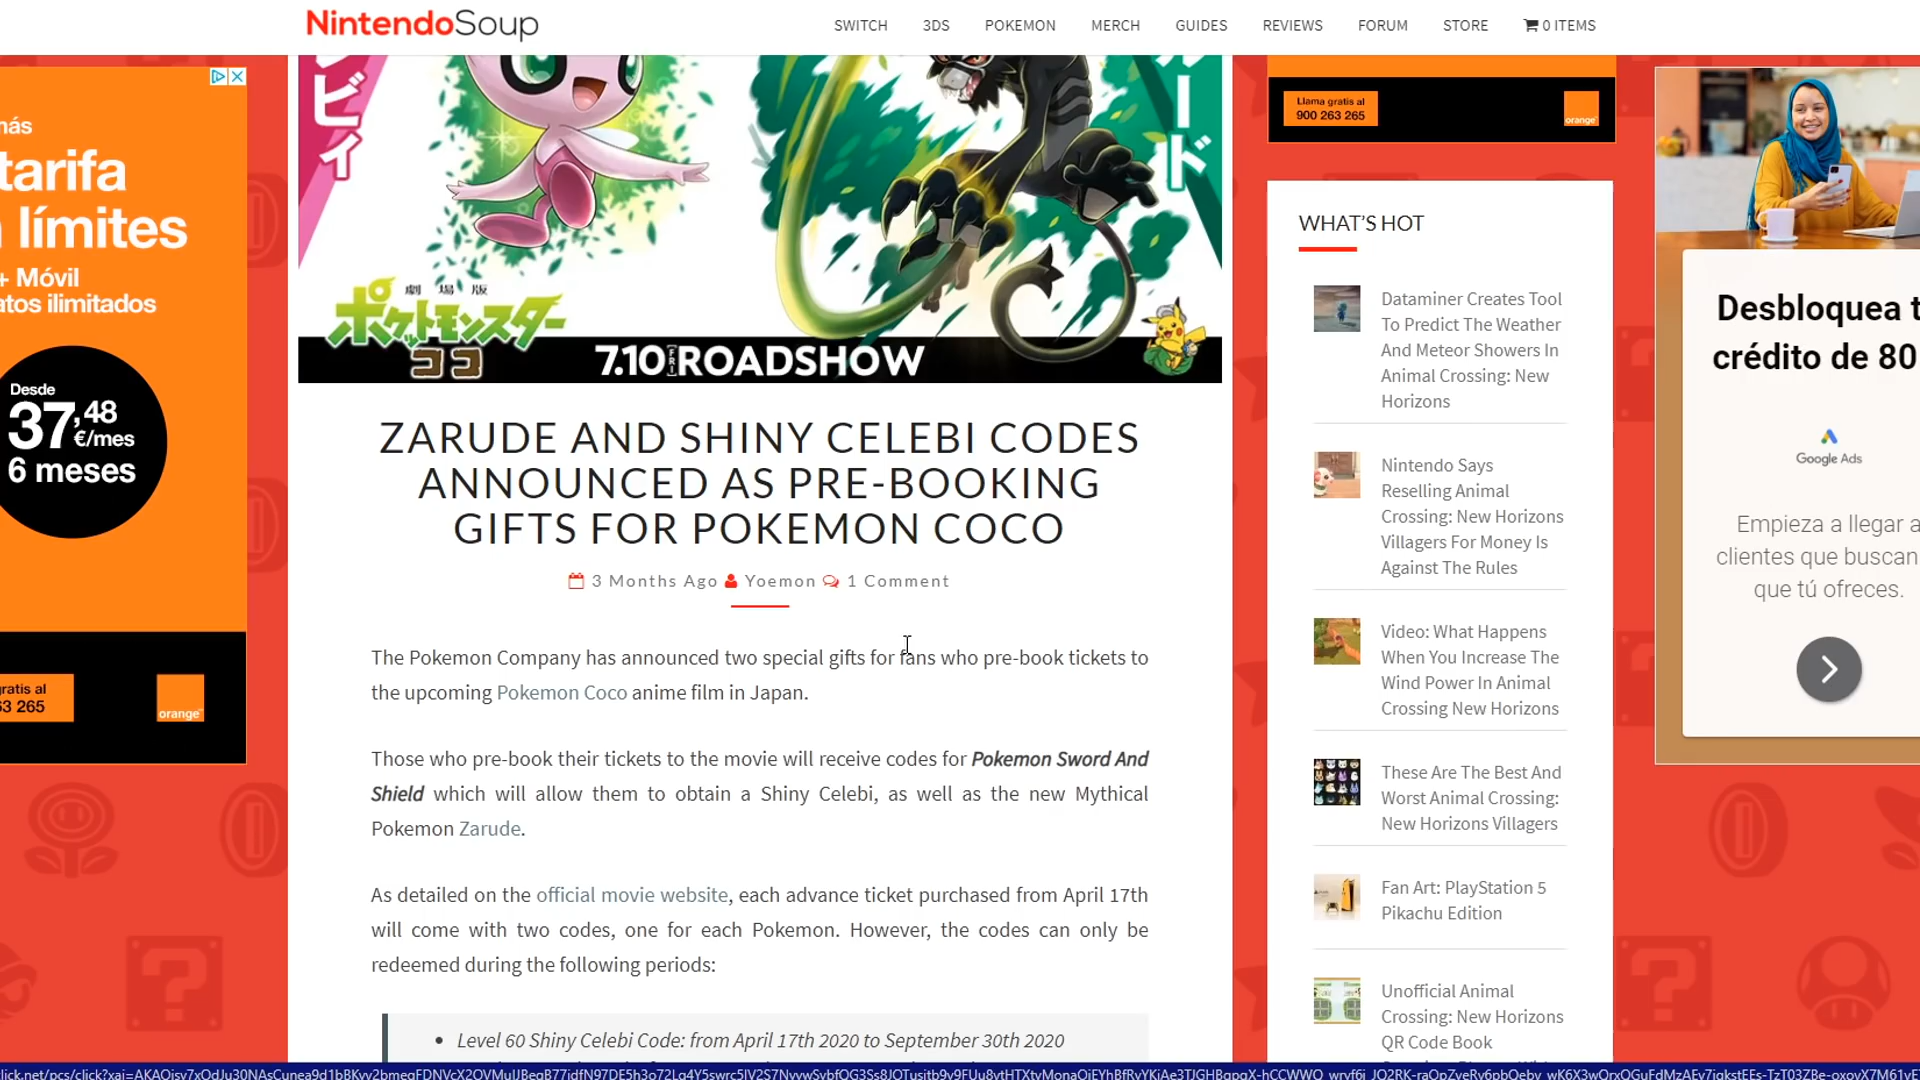 NintendoSoup
SWITCH 3DS POKEMON MERCH GUIDES REVIEWS FORUM STORE 0 ITEMS
más
tarifa
límites
+ Móvil
atos ilimitados
Desde
37,48
€/mes
6 meses
gratis al
63 265
orange
ビィ
ード
劇場版
ポケットモンスター
ココ
7.10 [FRI] ROADSHOW
ZARUDE AND SHINY CELEBI CODES
ANNOUNCED AS PRE-BOOKING
GIFTS FOR POKEMON COCO
3 Months Ago Yoemon 1 Comment
The Pokemon Company has announced two special gifts for fans who pre-book tickets to
the upcoming Pokemon Coco anime film in Japan.
Those who pre-book their tickets to the movie will receive codes for Pokemon Sword And
Shield which will allow them to obtain a Shiny Celebi, as well as the new Mythical
Pokemon Zarude.
As detailed on the official movie website, each advance ticket purchased from April 17th
will come with two codes, one for each Pokemon. However, the codes can only be
redeemed during the following periods:
• Level 60 Shiny Celebi Code: from April 17th 2020 to September 30th 2020
Llama gratis al
900 263 265
orange
WHAT'S HOT
Dataminer Creates Tool
To Predict The Weather
And Meteor Showers In
Animal Crossing: New
Horizons
Nintendo Says
Reselling Animal
Crossing: New Horizons
Villagers For Money Is
Against The Rules
Video: What Happens
When You Increase The
Wind Power In Animal
Crossing New Horizons
These Are The Best And
Worst Animal Crossing:
New Horizons Villagers
Fan Art: PlayStation 5
Pikachu Edition
Unofficial Animal
Crossing: New Horizons
QR Code Book
Desbloquea t
crédito de 80
Google Ads
Empieza a llegar a
clientes que buscan
que tú ofreces.